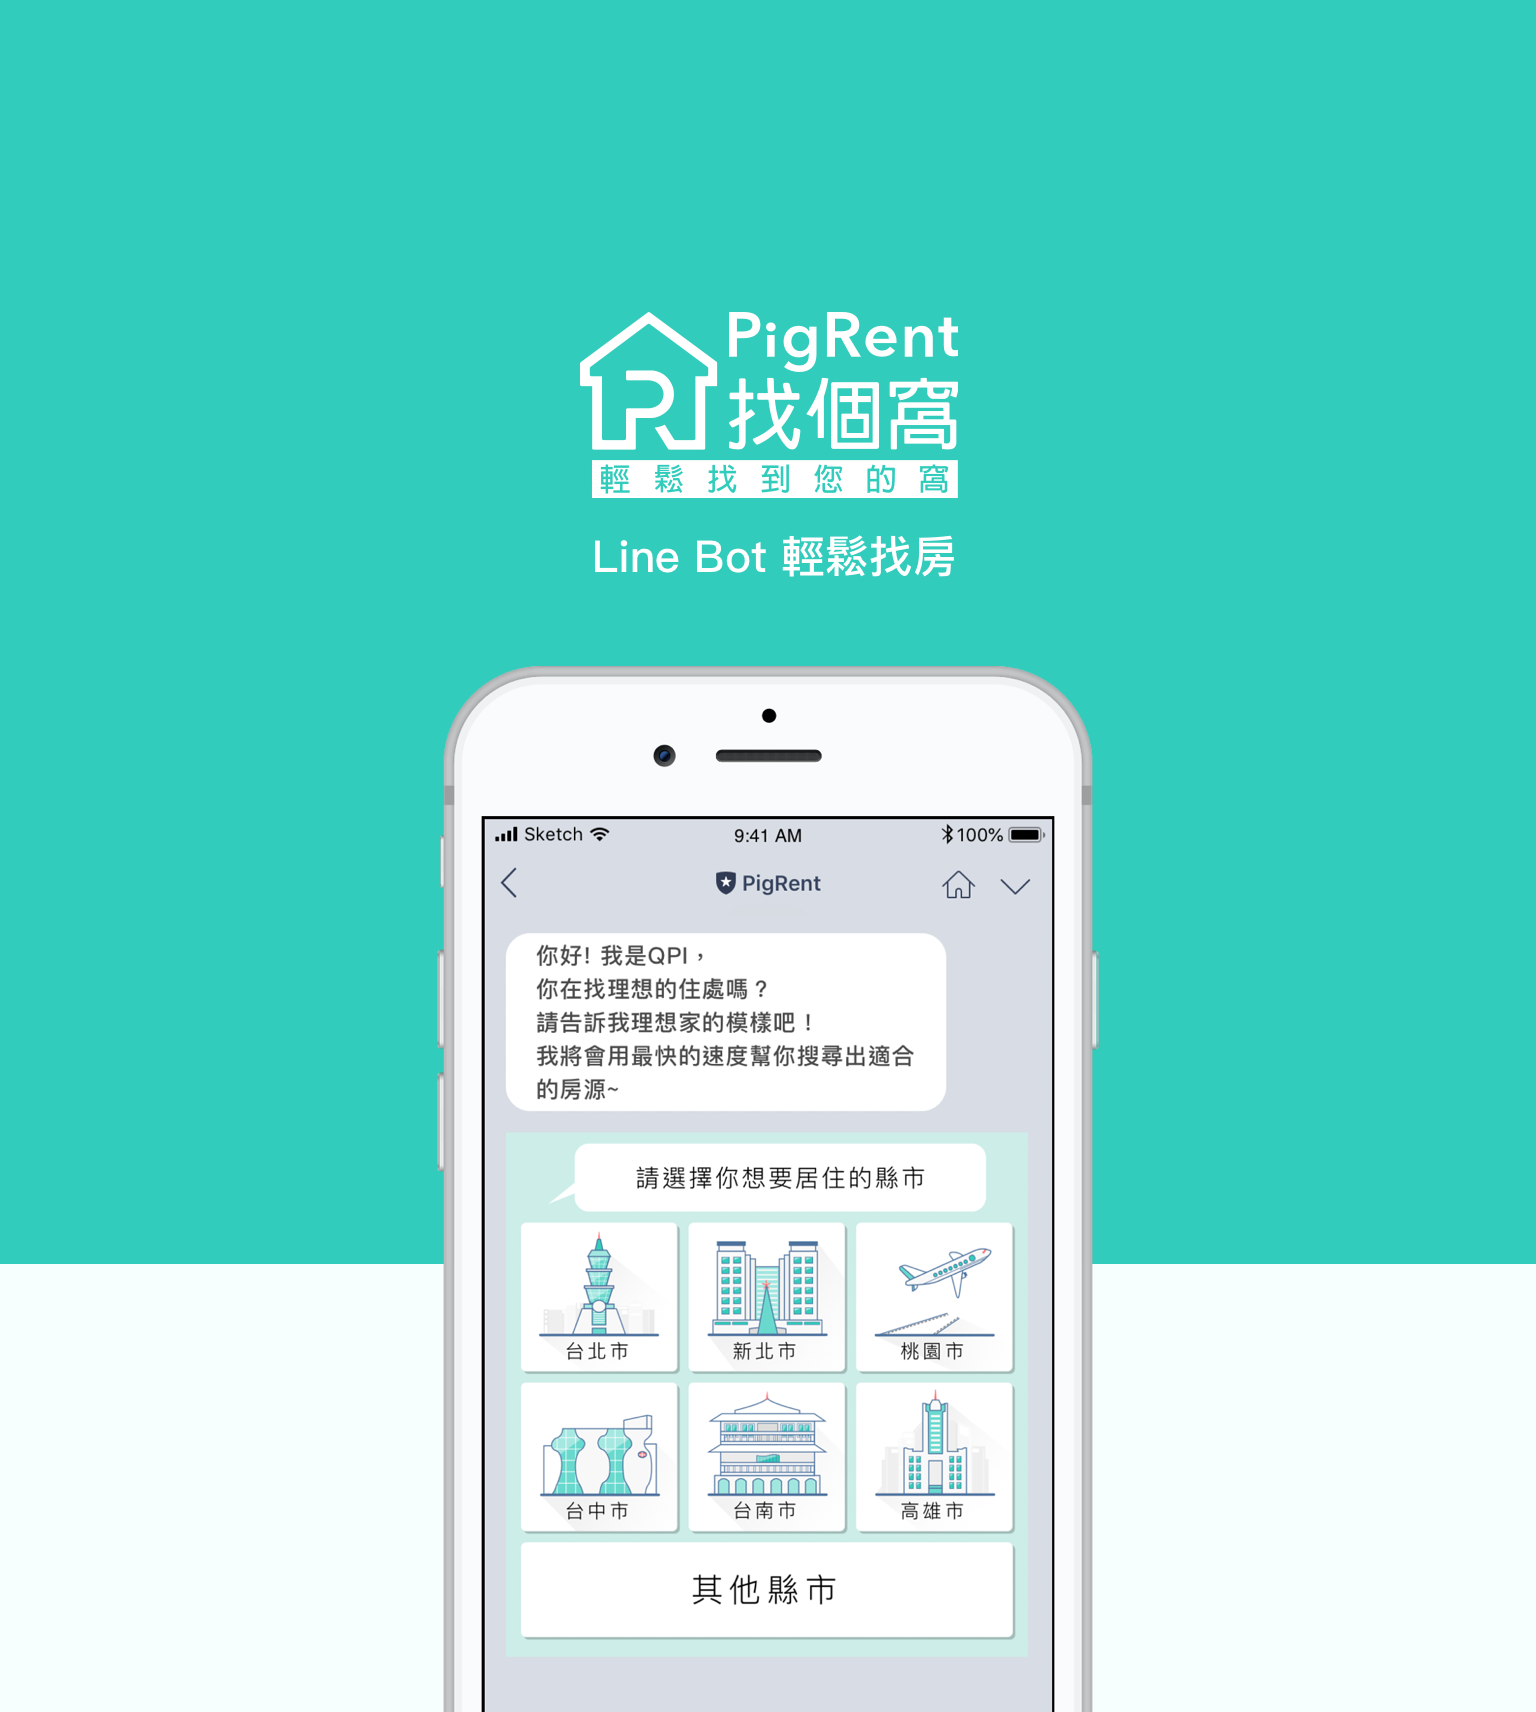 PigRent
找個窩
輕鬆找到您的窩
Line Bot 輕鬆找房
Sketch 9:41 AM 100%
PigRent
你好! 我是QPI，
你在找理想的住處嗎？
請告訴我理想家的模樣吧！
我將會用最快的速度幫你搜尋出適合
的房源~
請選擇你想要居住的縣市
台北市 新北市 桃園市
台中市 台南市 高雄市
其他縣市